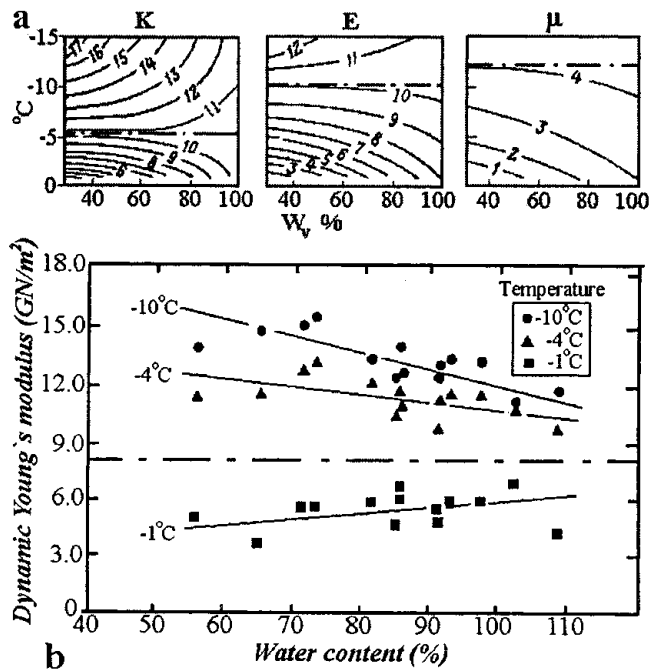 a K E μ
-15
-10
-5
0
°C
17 16 15 14 13 12 11
6 8 9 10
12 11
10
9
8
7
6
5
4
3
4
3
2
1
40 60 80 100
40 60 80 100
40 60 80 100
Wv %
Dynamic Young`s modulus (GN/m²)
18.0
15.0
12.0
9.0
6.0
3.0
0.0
-10°C
-4°C
-1°C
Temperature
-10°C
-4°C
-1°C
40 50 60 70 80 90 100 110
b Water content (%)